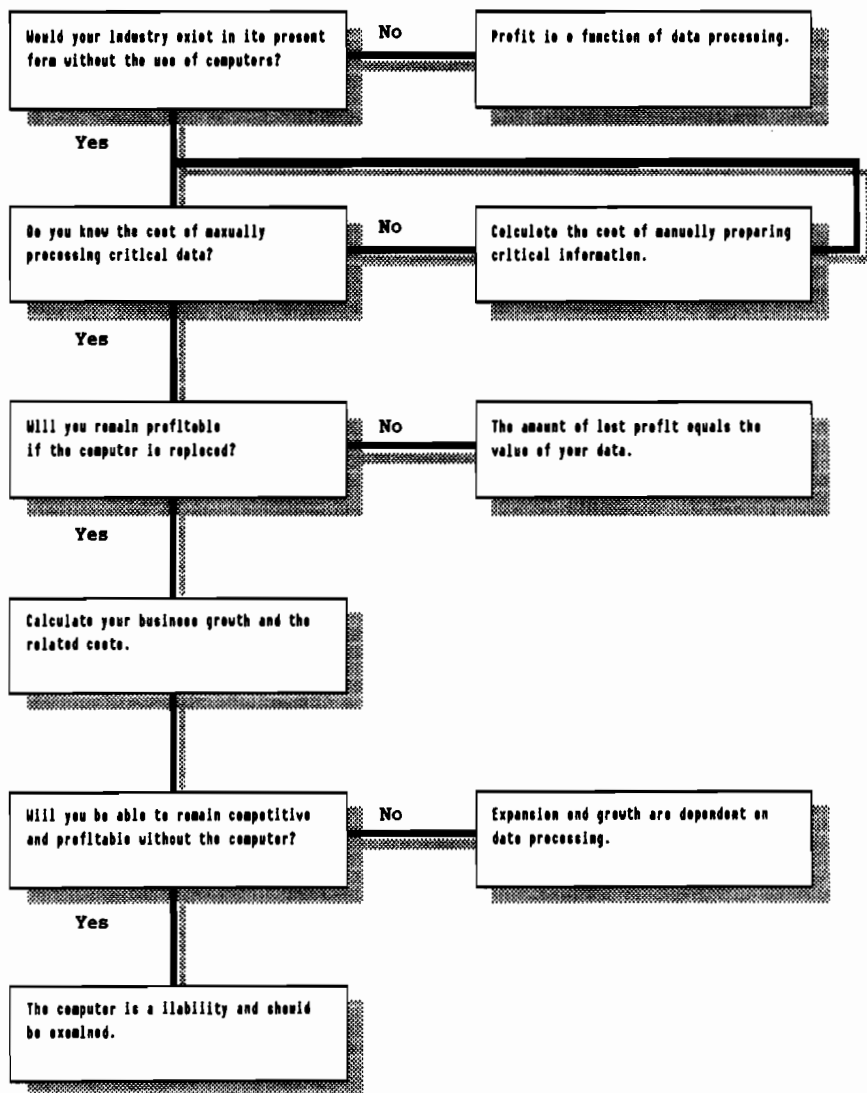 Would your Industry exist in its present
form without the use of computers?
No
Profit is a function of data processing.
Yes
Do you know the cost of maxually
processing critical data?
No
Calculate the cost of manually preparing
critical information.
Yes
Will you remain profitable
if the computer is replaced?
No
The amount of lost profit equals the
value of your data.
Yes
Calculate your business growth and the
related costs.
Will you be able to remain competitive
and profitable without the computer?
No
Expansion and growth are dependent on
data processing.
Yes
The computer is a liability and should
be examined.